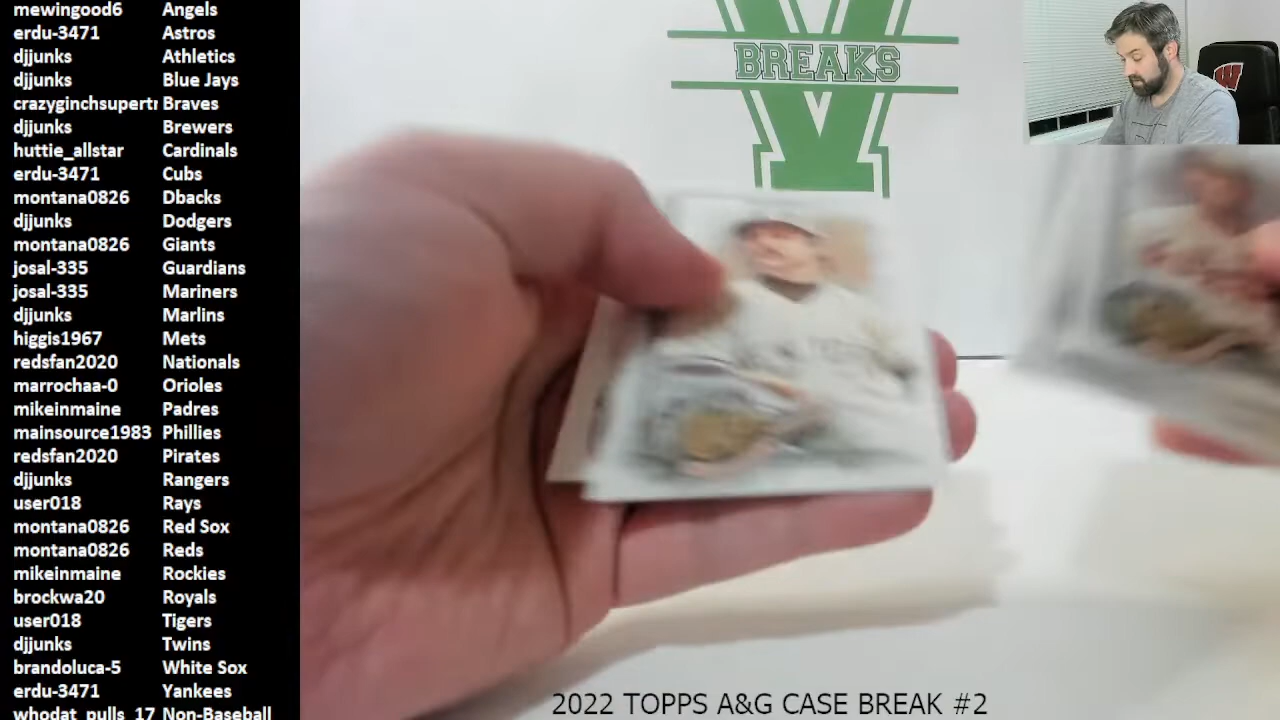 mewingood6 Angels
erdu-3471 Astros
djjunks Athletics
djjunks Blue Jays
crazyginchsupertr Braves
djjunks Brewers
huttie_allstar Cardinals
erdu-3471 Cubs
montana0826 Dbacks
djjunks Dodgers
montana0826 Giants
josal-335 Guardians
josal-335 Mariners
djjunks Marlins
higgis1967 Mets
redsfan2020 Nationals
marrochaa-0 Orioles
mikeinmaine Padres
mainsource1983 Phillies
redsfan2020 Pirates
djjunks Rangers
user018 Rays
montana0826 Red Sox
montana0826 Reds
mikeinmaine Rockies
brockwa20 Royals
user018 Tigers
djjunks Twins
brandoluca-5 White Sox
erdu-3471 Yankees
whodat_pulls_17 Non-Baseball
V
BREAKS
W
2022 TOPPS A&G CASE BREAK #2